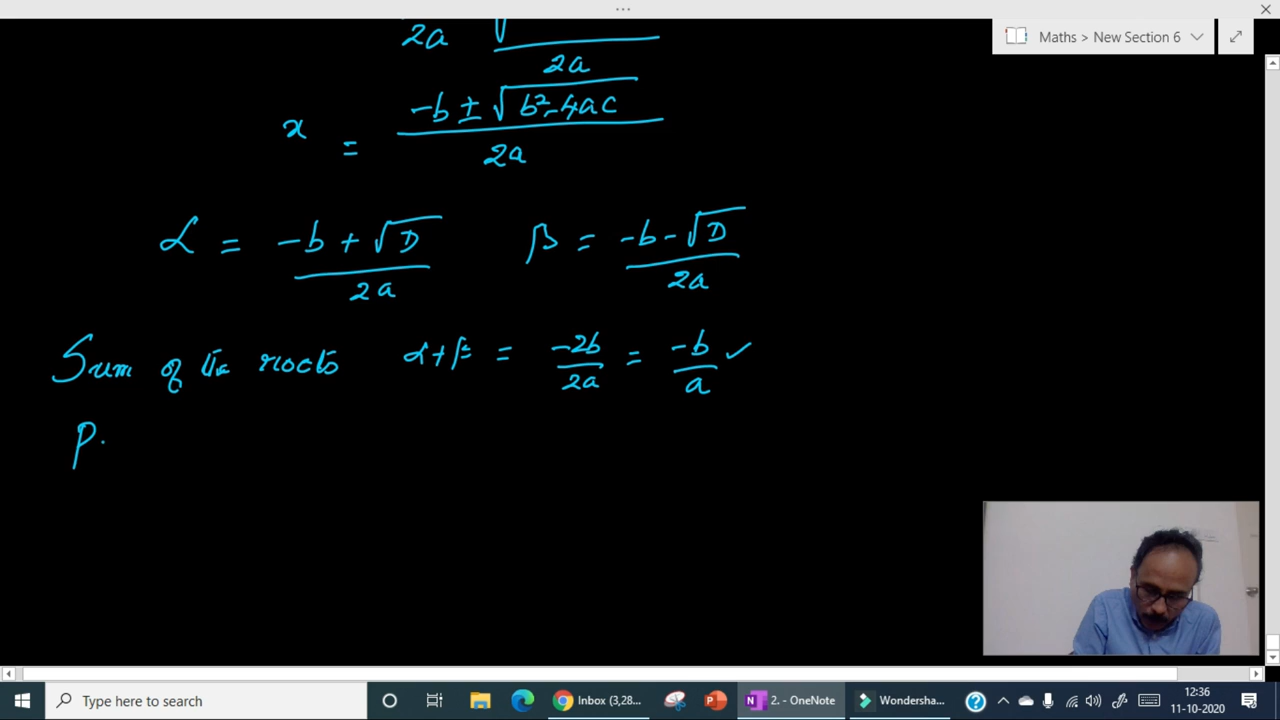 Maths > New Section 6
2a √
2a
x = -b ± √b²-4ac
2a
α = -b + √D
2a
β = -b - √D
2a
Sum of the roots α+β = -2b/2a = -b/a ✓
P.
Type here to search
Inbox (3,28...
2. - OneNote
Wondersha...
12:36
11-10-2020